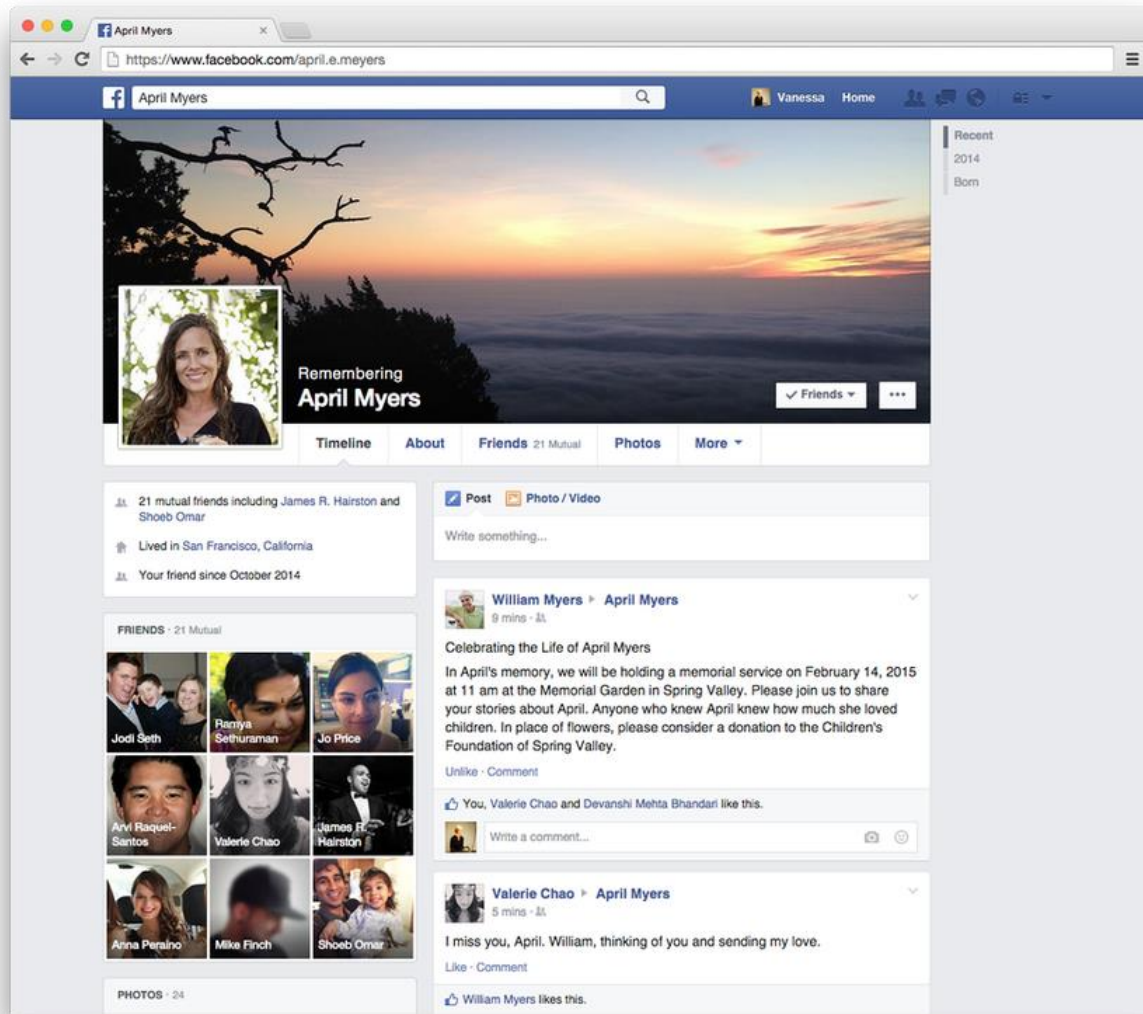 April Myers
https://www.facebook.com/april.e.meyers
April Myers
Vanessa Home
Recent
2014
Born
Remembering
April Myers
Friends
Timeline About Friends 21 Mutual Photos More
21 mutual friends including James R. Hairston and
Shoeb Omar
Lived in San Francisco, California
Your friend since October 2014
FRIENDS · 21 Mutual
Jodi Seth
Ramya
Sethuraman
Jo Price
Arvi Raquel-
Santos
Valerie Chao
James R.
Hairston
Anna Peraino
Mike Finch
Shoeb Omar
PHOTOS · 24
Post Photo / Video
Write something...
William Myers ▸ April Myers
9 mins ·
Celebrating the Life of April Myers
In April's memory, we will be holding a memorial service on February 14, 2015
at 11 am at the Memorial Garden in Spring Valley. Please join us to share
your stories about April. Anyone who knew April knew how much she loved
children. In place of flowers, please consider a donation to the Children's
Foundation of Spring Valley.
Unlike · Comment
You, Valerie Chao and Devanshi Mehta Bhandari like this.
Write a comment...
Valerie Chao ▸ April Myers
5 mins ·
I miss you, April. William, thinking of you and sending my love.
Like · Comment
William Myers likes this.